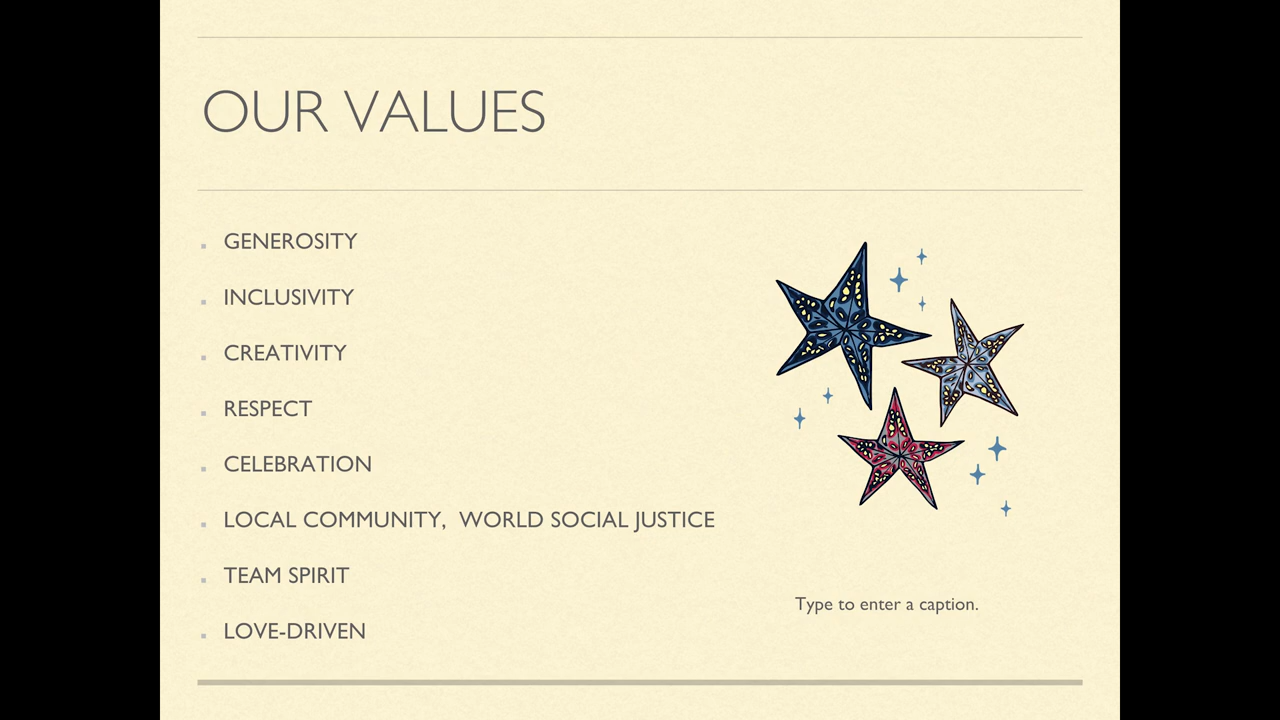 OUR VALUES
GENEROSITY
INCLUSIVITY
CREATIVITY
RESPECT
CELEBRATION
LOCAL COMMUNITY,  WORLD SOCIAL JUSTICE
TEAM SPIRIT
LOVE-DRIVEN
Type to enter a caption.